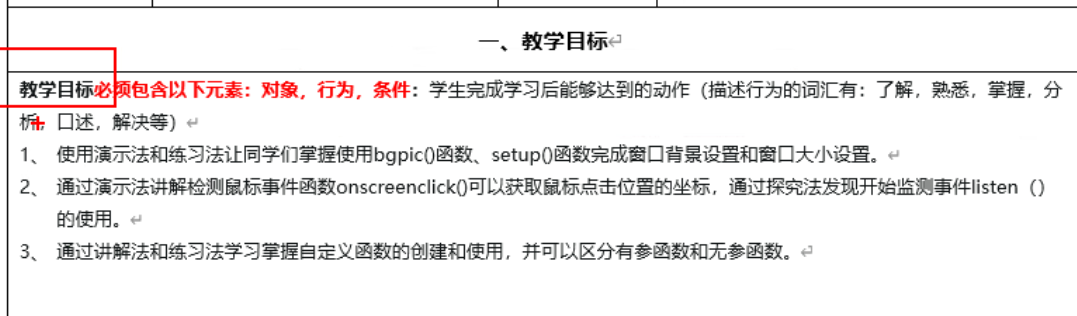 一、教学目标
教学目标必须包含以下元素：对象，行为，条件：学生完成学习后能够达到的动作（描述行为的词汇有：了解，熟悉，掌握，分
析，口述，解决等）
1、 使用演示法和练习法让同学们掌握使用bgpic()函数、setup()函数完成窗口背景设置和窗口大小设置。
2、 通过演示法讲解检测鼠标事件函数onscreenclick()可以获取鼠标点击位置的坐标，通过探究法发现开始监测事件listen（）
的使用。
3、 通过讲解法和练习法学习掌握自定义函数的创建和使用，并可以区分有参函数和无参函数。